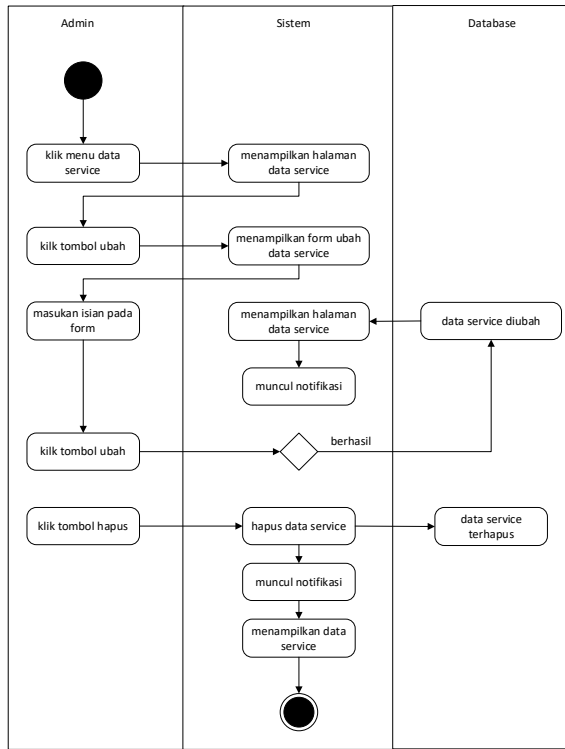 Admin
Sistem
Database
klik menu data
service
menampilkan halaman
data service
kilk tombol ubah
menampilkan form ubah
data service
masukan isian pada
form
menampilkan halaman
data service
data service diubah
muncul notifikasi
kilk tombol ubah
berhasil
klik tombol hapus
hapus data service
data service
terhapus
muncul notifikasi
menampilkan data
service